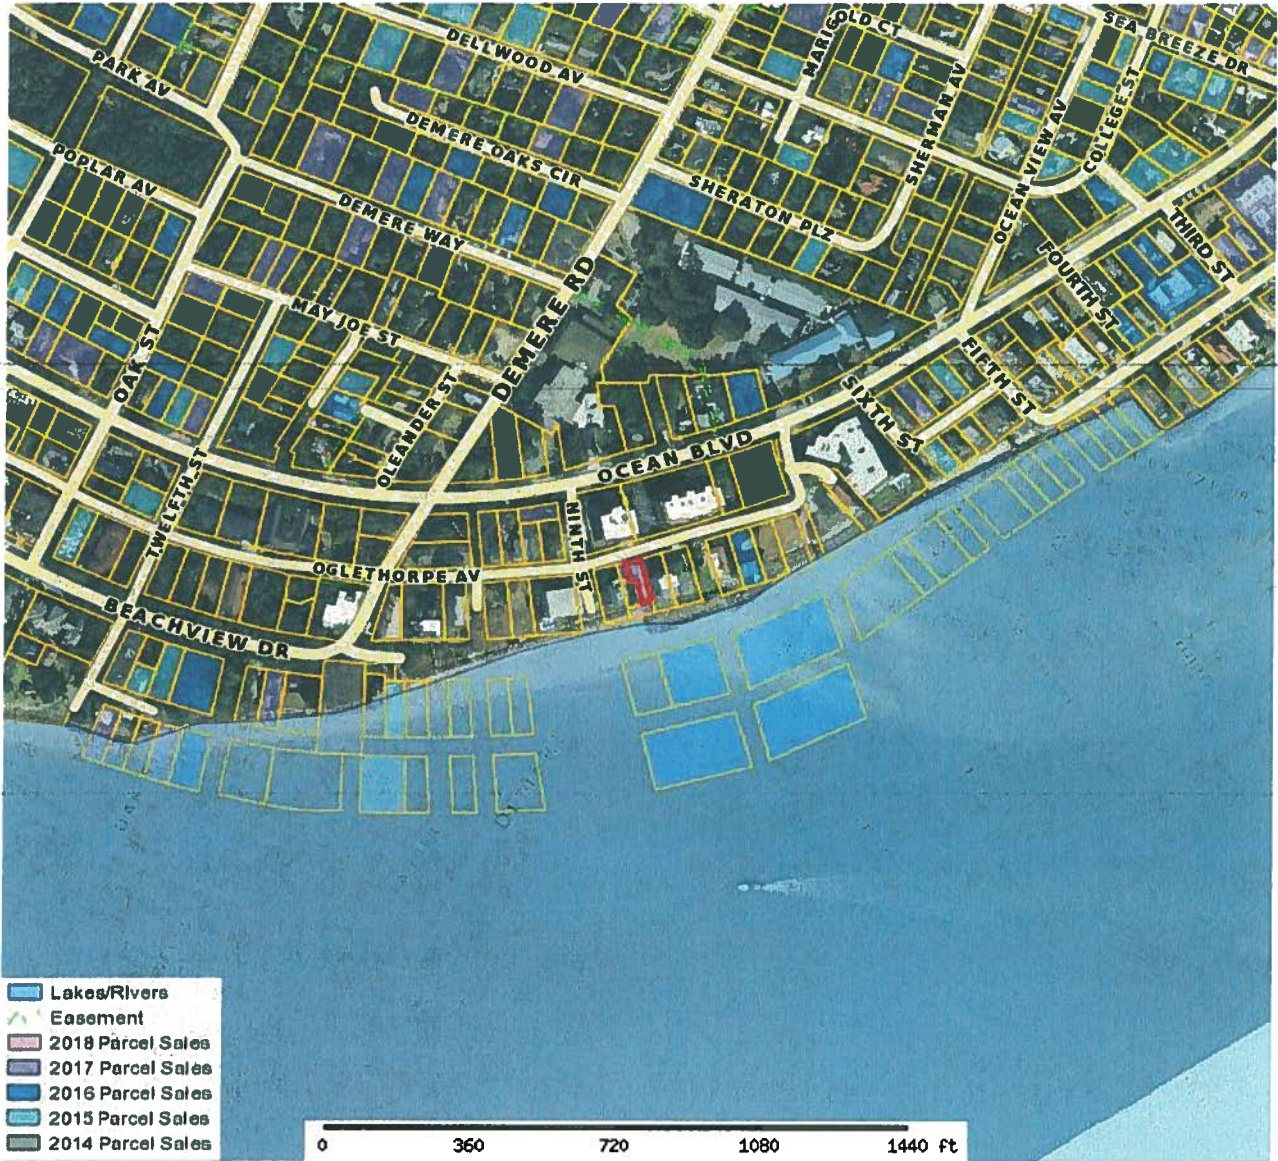 DELLWOOD AV
OLD CT
SEA BREEZE DR
PARK AV
MARIG
SHERMAN AV
COLLEGE ST
DEMERE OAKS CIR
OCEAN VIEW AV
POPLAR AV
SHERATON PLZ
DEMERE WAY
THIRD ST
FOURTH ST
DEMERE RD
MAY JOE ST
OAK ST
FIFTH ST
SIXTH ST
OLEANDER ST
OCEAN BLVD
TWELFTH ST
NINTH ST
OGLETHORPE AV
BEACHVIEW DR
Lakes/Rivers
Easement
2018 Parcel Sales
2017 Parcel Sales
2016 Parcel Sales
2015 Parcel Sales
2014 Parcel Sales
0 360 720 1080 1440 ft